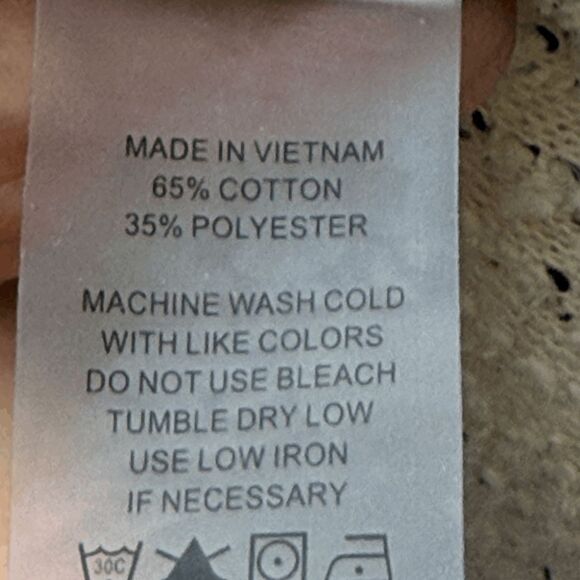 MADE IN VIETNAM
65% COTTON
35% POLYESTER
MACHINE WASH COLD
WITH LIKE COLORS
DO NOT USE BLEACH
TUMBLE DRY LOW
USE LOW IRON
IF NECESSARY
30C